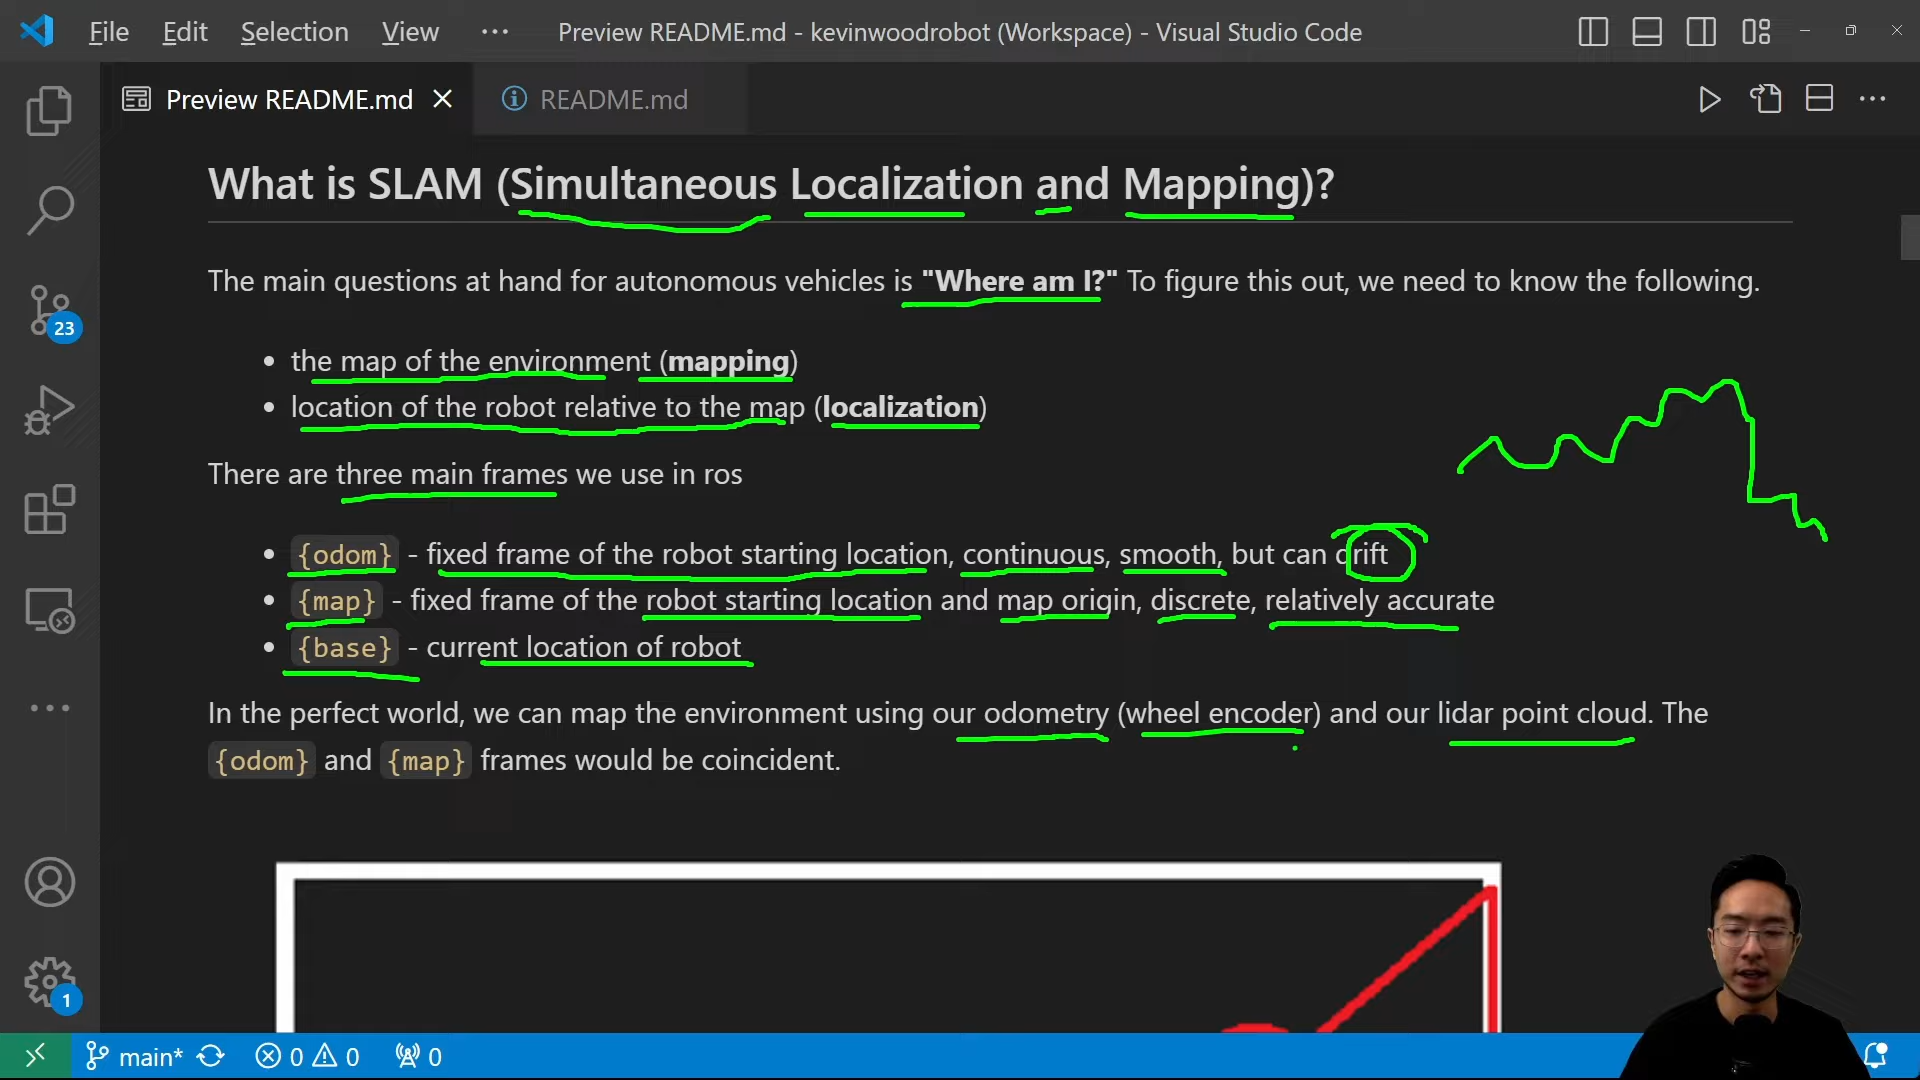 File Edit Selection View ··· Preview README.md - kevinwoodrobot (Workspace) - Visual Studio Code
Preview README.md README.md
What is SLAM (Simultaneous Localization and Mapping)?
The main questions at hand for autonomous vehicles is "Where am I?" To figure this out, we need to know the following.
• the map of the environment (mapping)
• location of the robot relative to the map (localization)
There are three main frames we use in ros
• {odom} - fixed frame of the robot starting location, continuous, smooth, but can drift
• {map} - fixed frame of the robot starting location and map origin, discrete, relatively accurate
• {base} - current location of robot
In the perfect world, we can map the environment using our odometry (wheel encoder) and our lidar point cloud. The
{odom} and {map} frames would be coincident.
23
1
main* 0 0 0